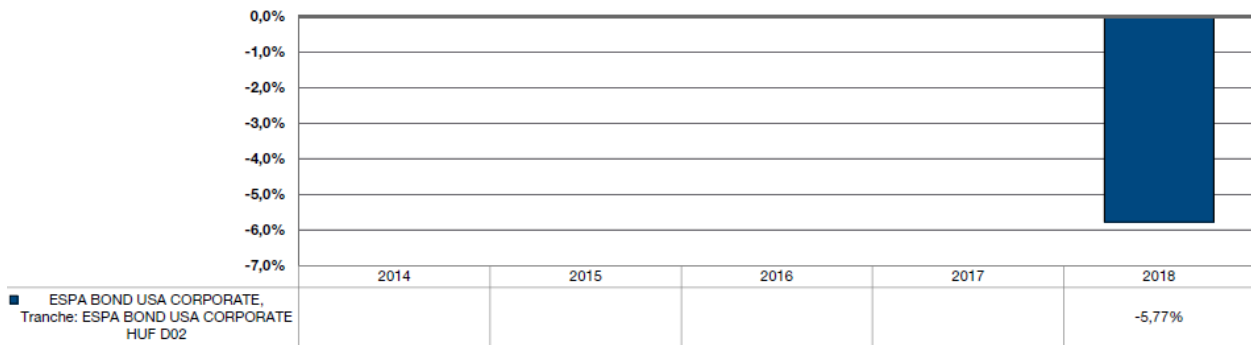 0,0%
-1,0%
-2,0%
-3,0%
-4,0%
-5,0%
-6,0%
-7,0%
2014 2015 2016 2017 2018
ESPA BOND USA CORPORATE,
Tranche: ESPA BOND USA CORPORATE
HUF D02
-5,77%